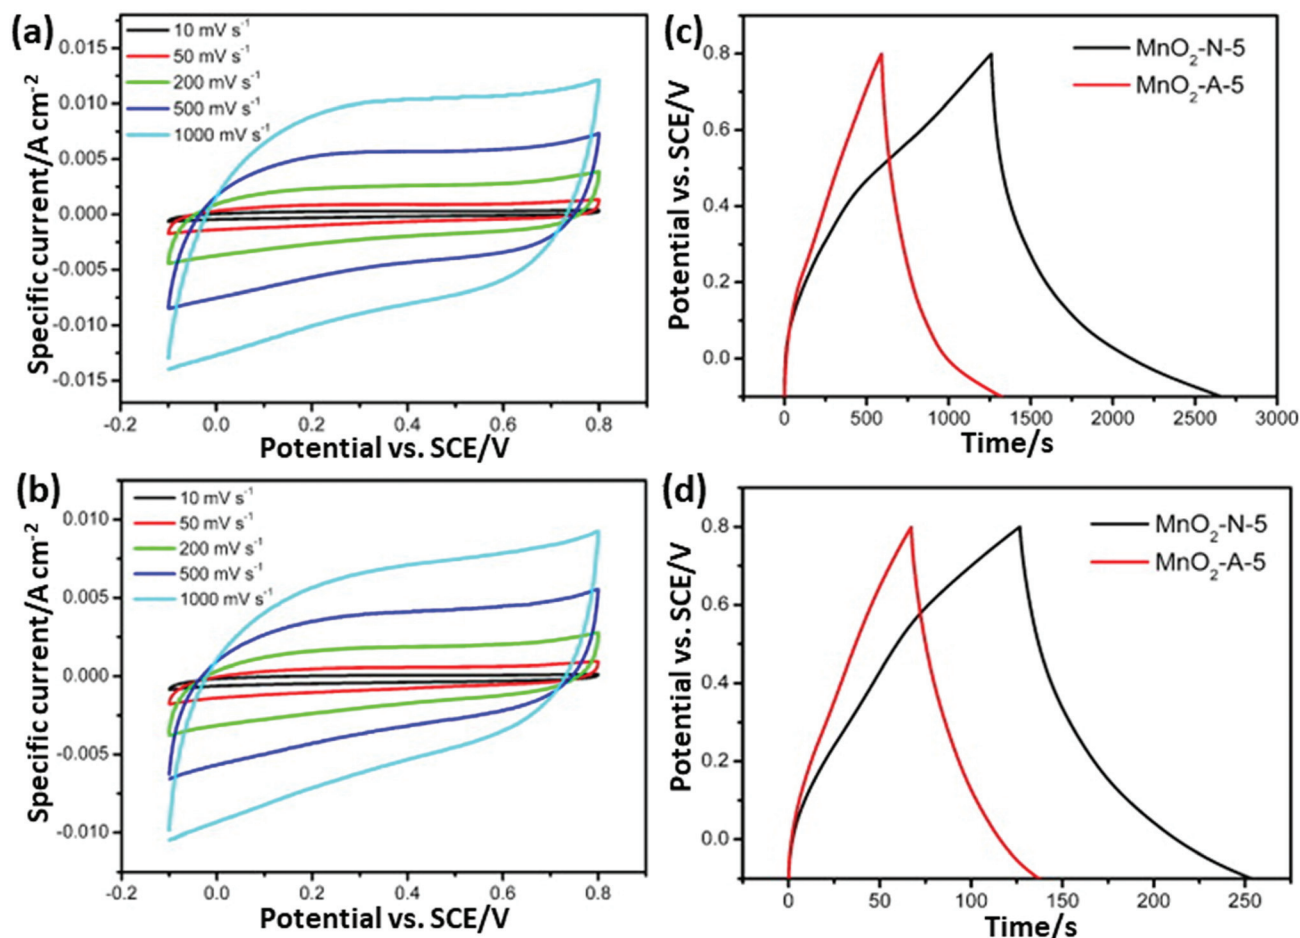 (a)
10 mV s⁻¹
50 mV s⁻¹
200 mV s⁻¹
500 mV s⁻¹
1000 mV s⁻¹
0.015
0.010
0.005
0.000
-0.005
-0.010
-0.015
Specific current/A cm⁻²
-0.2 0.0 0.2 0.4 0.6 0.8
Potential vs. SCE/V
(c)
MnO₂-N-5
MnO₂-A-5
0.8
0.6
0.4
0.2
0.0
Potential vs. SCE/V
0 500 1000 1500 2000 2500 3000
Time/s
(b)
10 mV s⁻¹
50 mV s⁻¹
200 mV s⁻¹
500 mV s⁻¹
1000 mV s⁻¹
0.010
0.005
0.000
-0.005
-0.010
Specific current/A cm⁻²
-0.2 0.0 0.2 0.4 0.6 0.8
Potential vs. SCE/V
(d)
MnO₂-N-5
MnO₂-A-5
0.8
0.6
0.4
0.2
0.0
Potential vs. SCE/V
0 50 100 150 200 250
Time/s